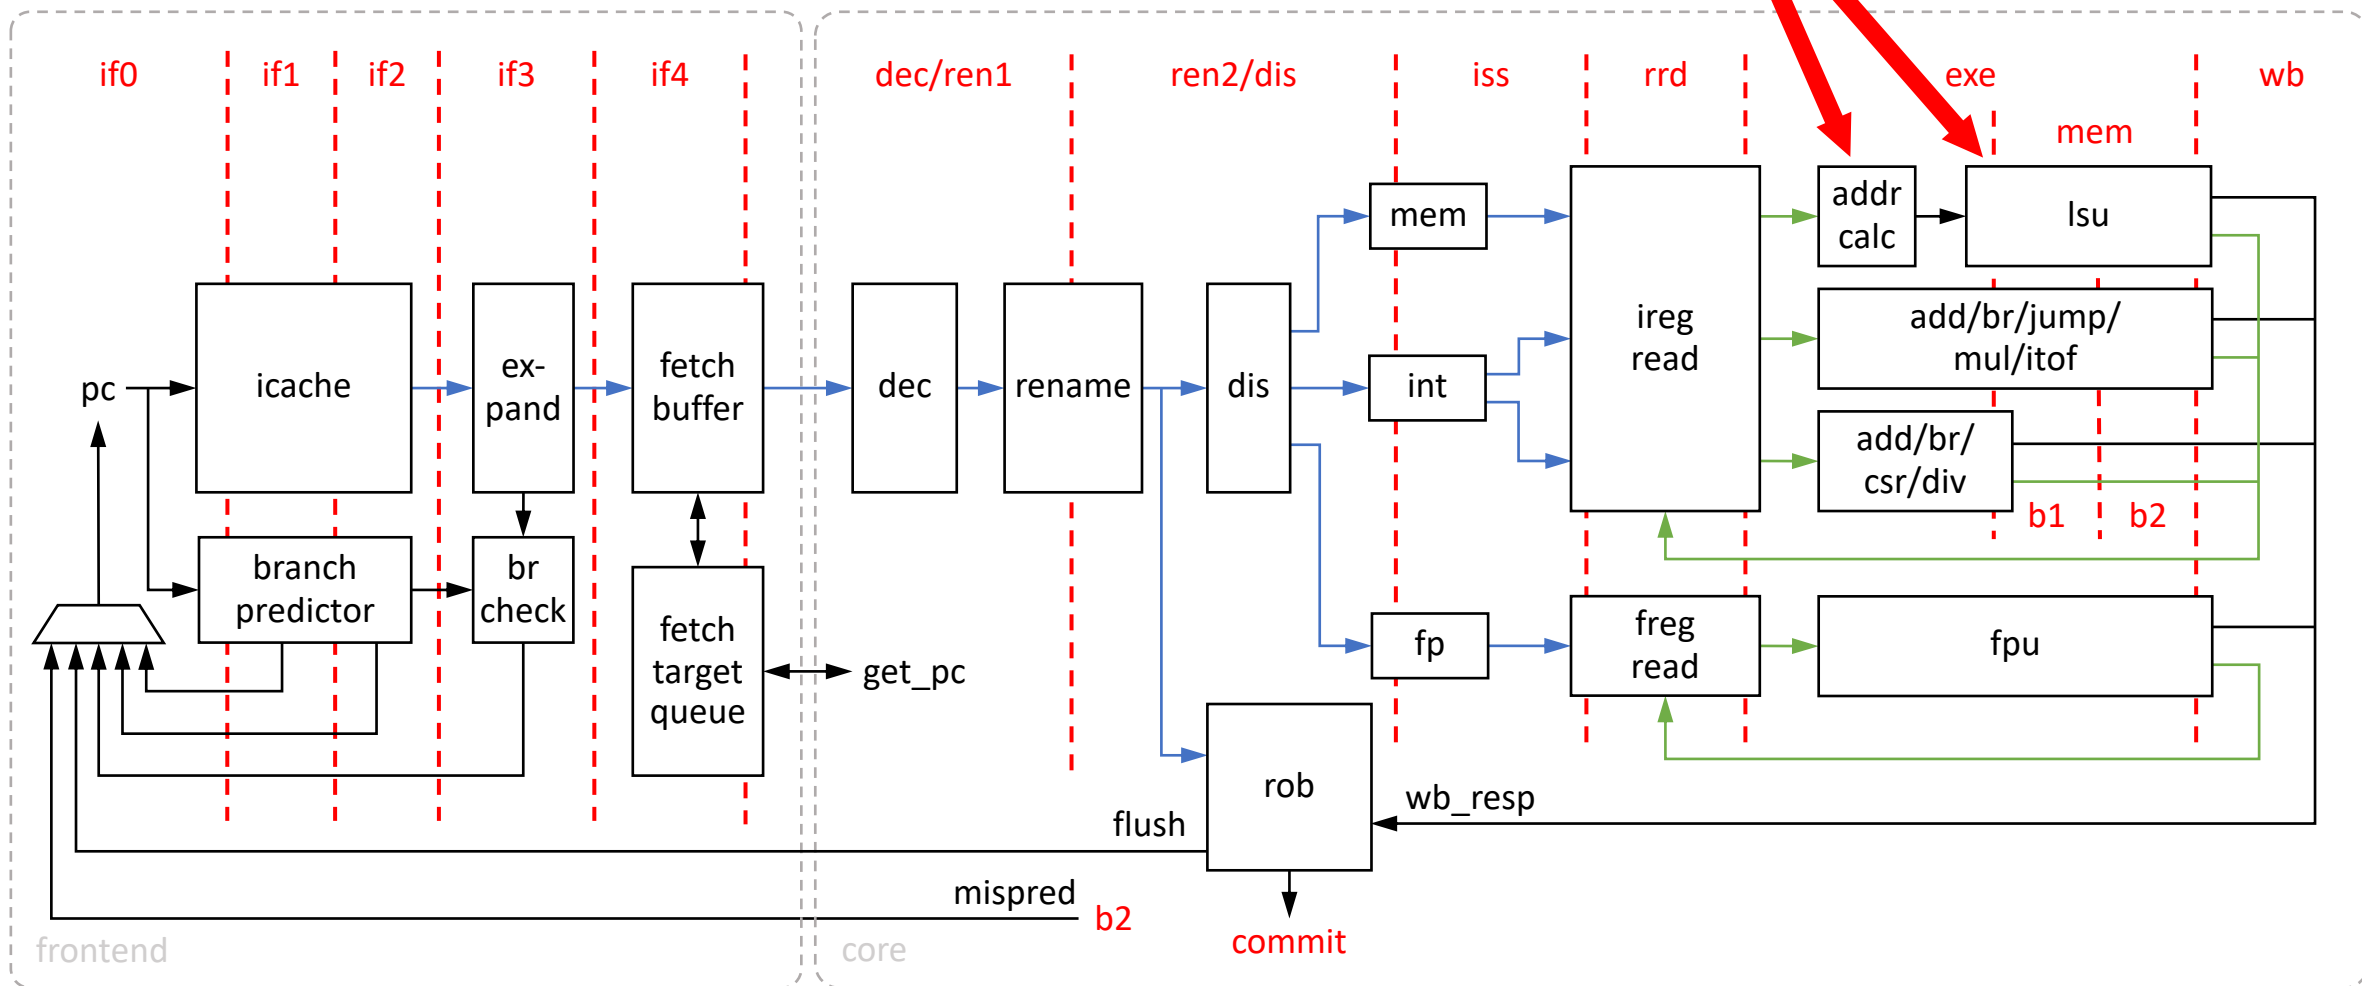 if0
if1
if2
if3
if4
dec/ren1
ren2/dis
iss
rrd
exe
wb
mem
addr
calc
lsu
mem
add/br/jump/
mul/itof
ireg
read
pc
icache
ex-
pand
fetch
buffer
dec
rename
dis
int
add/br/
csr/div
b1
b2
branch
predictor
br
check
fetch
target
queue
get_pc
fp
freg
read
fpu
rob
wb_resp
flush
mispred
b2
commit
frontend
core